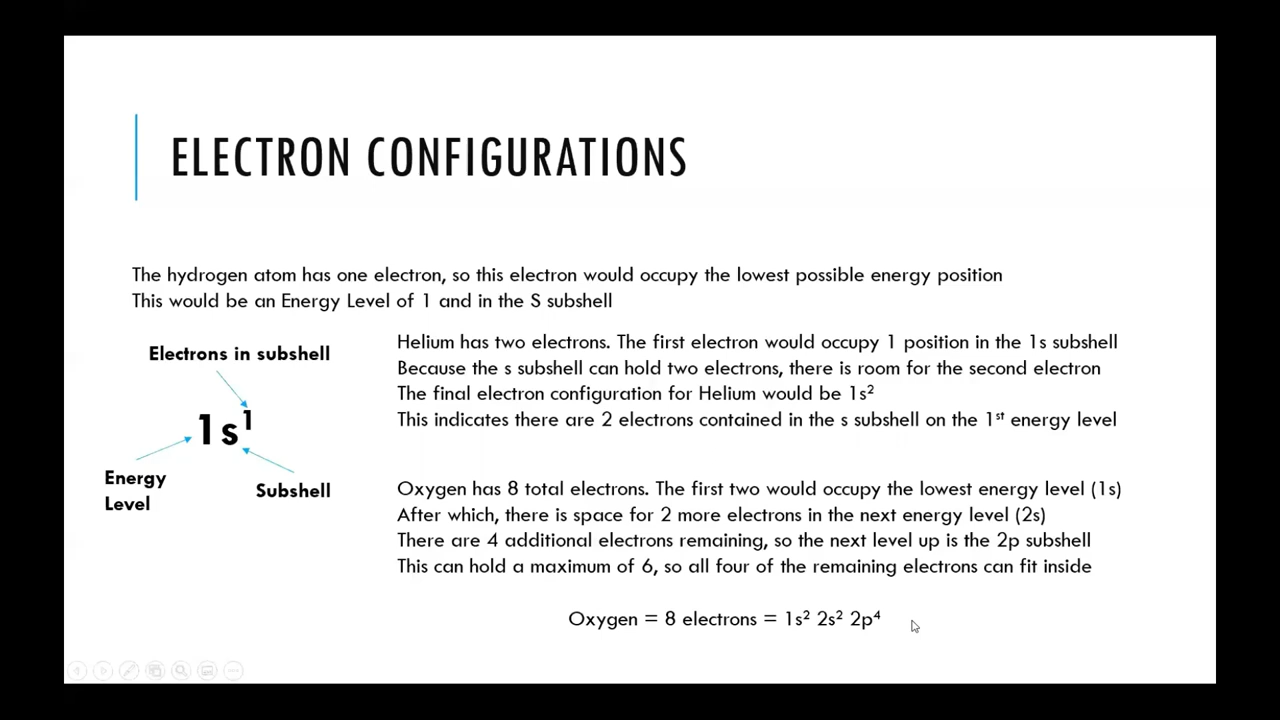 ELECTRON CONFIGURATIONS
The hydrogen atom has one electron, so this electron would occupy the lowest possible energy position
This would be an Energy Level of 1 and in the S subshell
Electrons in subshell
1s¹
Energy
Level
Subshell
Helium has two electrons. The first electron would occupy 1 position in the 1s subshell
Because the s subshell can hold two electrons, there is room for the second electron
The final electron configuration for Helium would be 1s²
This indicates there are 2 electrons contained in the s subshell on the 1ˢᵗ energy level
Oxygen has 8 total electrons. The first two would occupy the lowest energy level (1s)
After which, there is space for 2 more electrons in the next energy level (2s)
There are 4 additional electrons remaining, so the next level up is the 2p subshell
This can hold a maximum of 6, so all four of the remaining electrons can fit inside
Oxygen = 8 electrons = 1s² 2s² 2p⁴